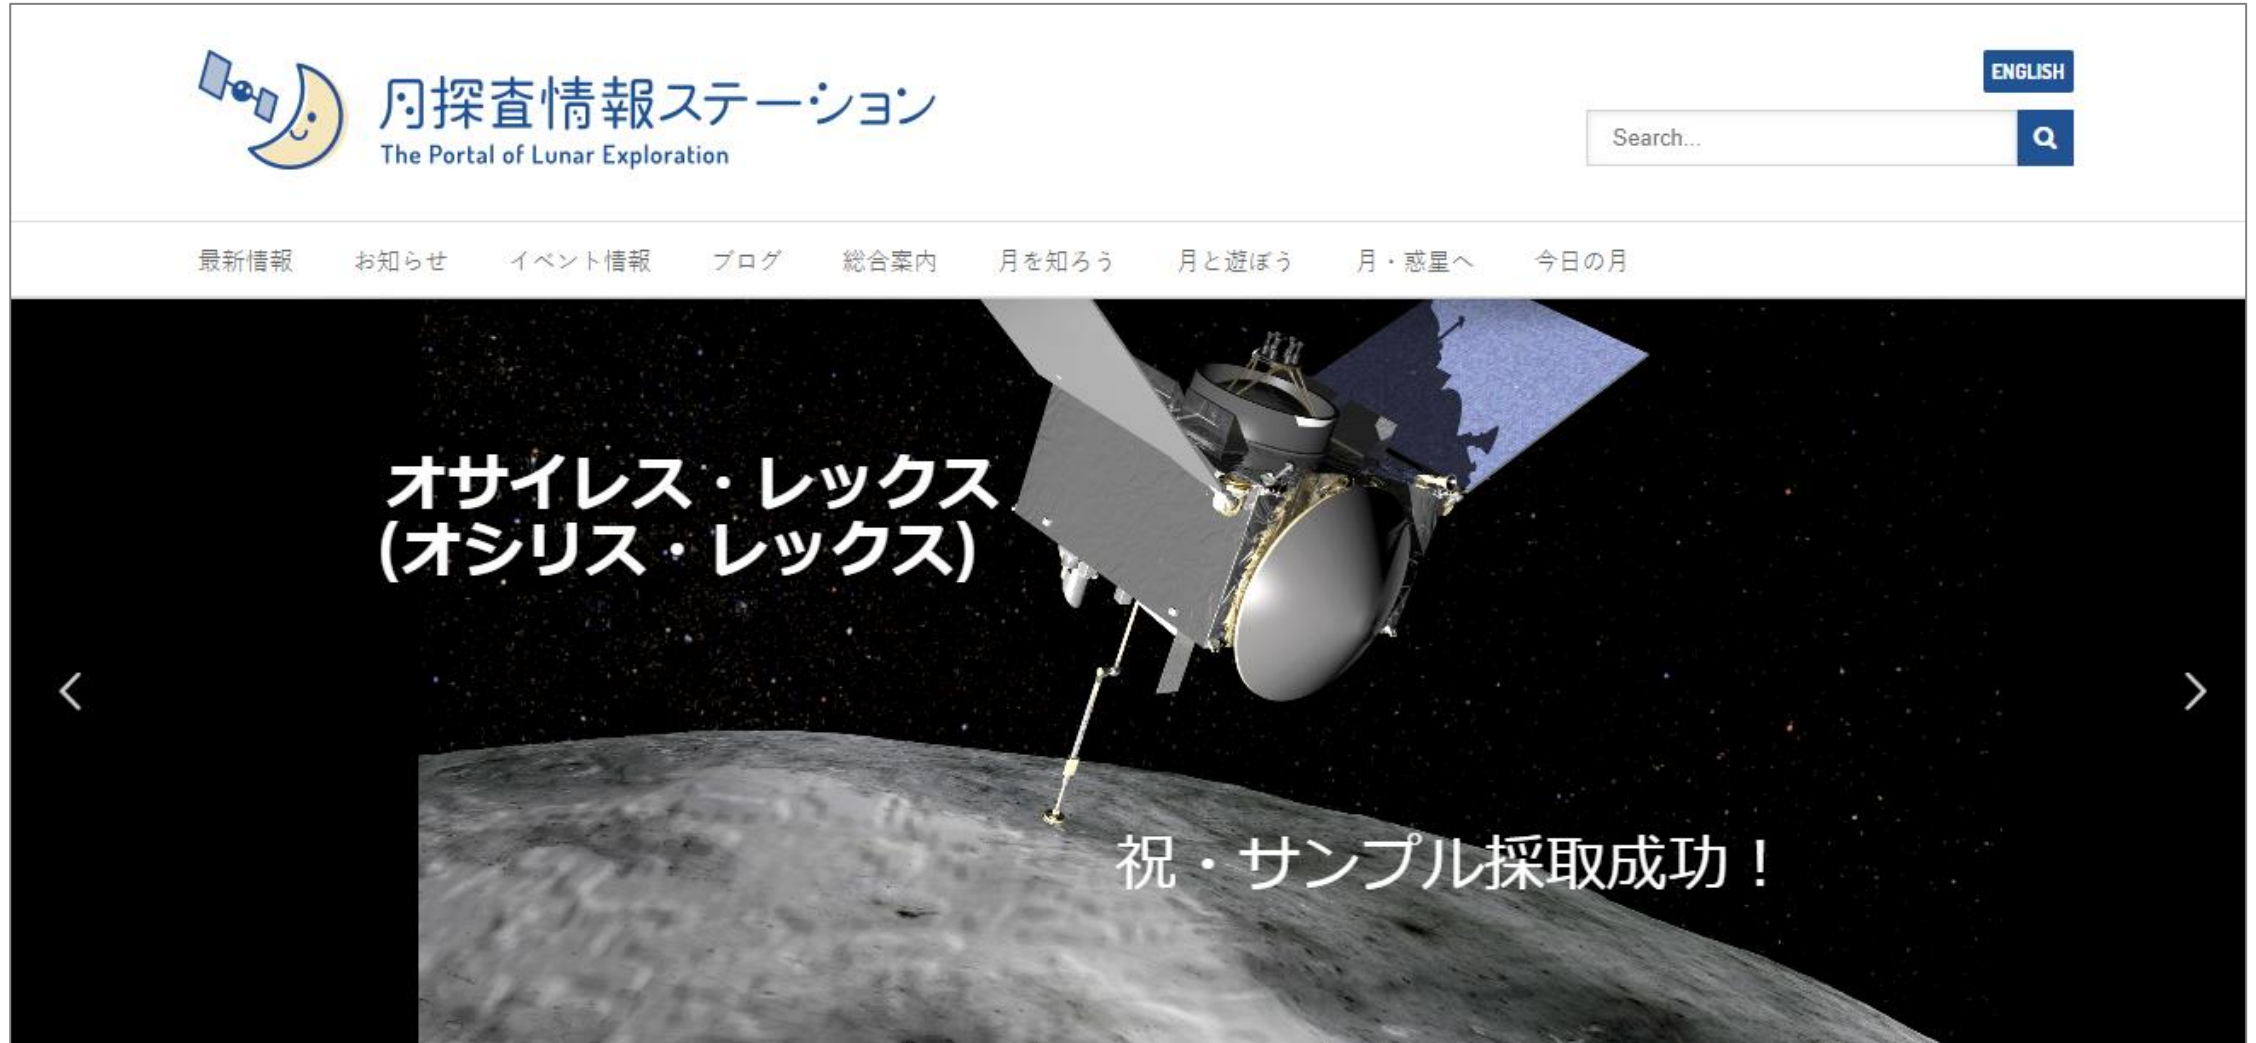 月探査情報ステーション
The Portal of Lunar Exploration
ENGLISH
Search...
最新情報 お知らせ イベント情報 ブログ 総合案内 月を知ろう 月と遊ぼう 月・惑星へ 今日の月
オサイレス・レックス
(オシリス・レックス)
祝・サンプル採取成功！